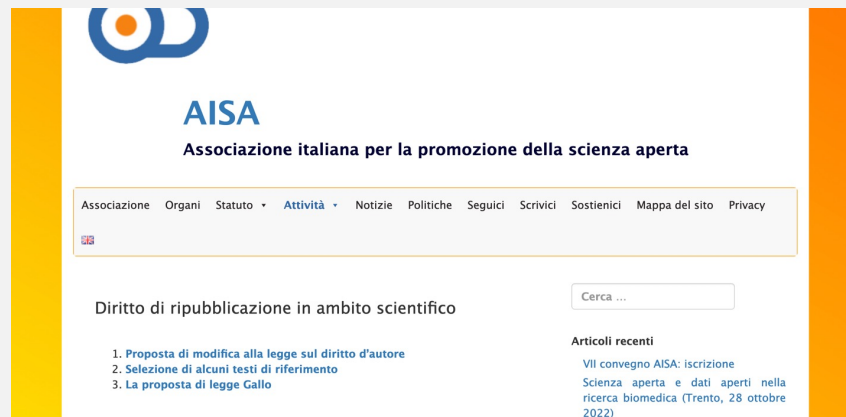 AISA
Associazione italiana per la promozione della scienza aperta
Associazione Organi Statuto Attività Notizie Politiche Seguici Scrivici Sostienici Mappa del sito Privacy
Diritto di ripubblicazione in ambito scientifico
1. Proposta di modifica alla legge sul diritto d'autore
2. Selezione di alcuni testi di riferimento
3. La proposta di legge Gallo
Cerca ...
Articoli recenti
VII convegno AISA: iscrizione
Scienza aperta e dati aperti nella
ricerca biomedica (Trento, 28 ottobre
2022)